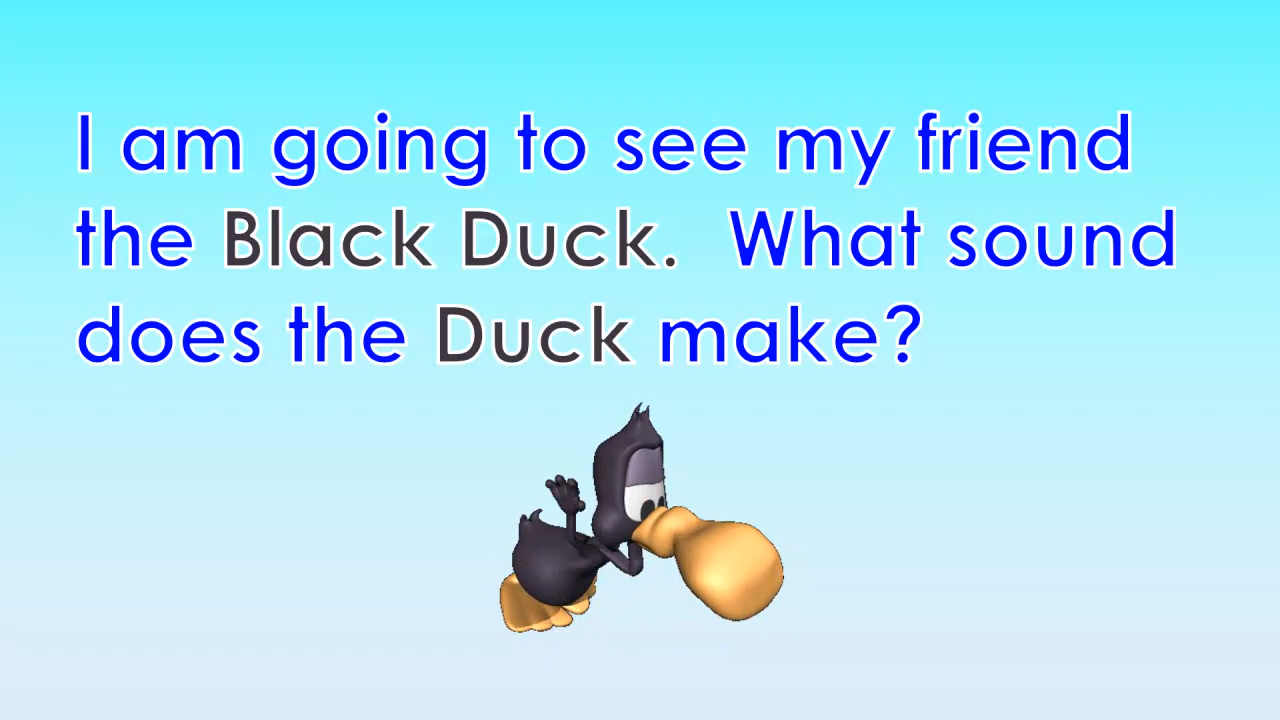 I am going to see my friend
the Black Duck.  What sound
does the Duck make?